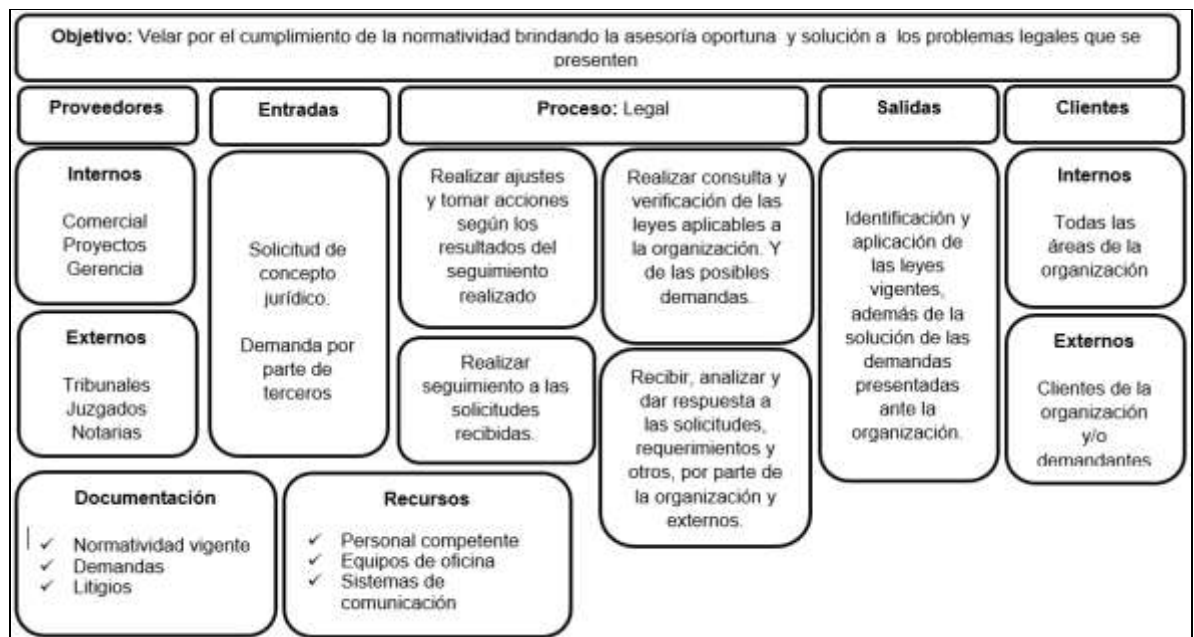 Objetivo: Velar por el cumplimiento de la normatividad brindando la asesoría oportuna y solución a los problemas legales que se
presenten
Proveedores
Entradas
Proceso: Legal
Salidas
Clientes
Internos
Comercial
Proyectos
Gerencia
Externos
Tribunales
Juzgados
Notarias
Solicitud de
concepto
jurídico.
Demanda por
parte de
terceros
Realizar ajustes
y tomar acciones
según los
resultados del
seguimiento
realizado
Realizar
seguimiento a las
solicitudes
recibidas.
Realizar consulta y
verificación de las
leyes aplicables a
la organización. Y
de las posibles
demandas.
Recibir, analizar y
dar respuesta a
las solicitudes,
requerimientos y
otros, por parte de
la organización y
externos.
Identificación y
aplicación de
las leyes
vigentes,
además de la
solución de las
demandas
presentadas
ante la
organización.
Internos
Todas las
áreas de la
organización
Externos
Clientes de la
organización
y/o
demandantes
Documentación
✓ Normatividad vigente
✓ Demandas
✓ Litigios
Recursos
✓ Personal competente
✓ Equipos de oficina
✓ Sistemas de
comunicación